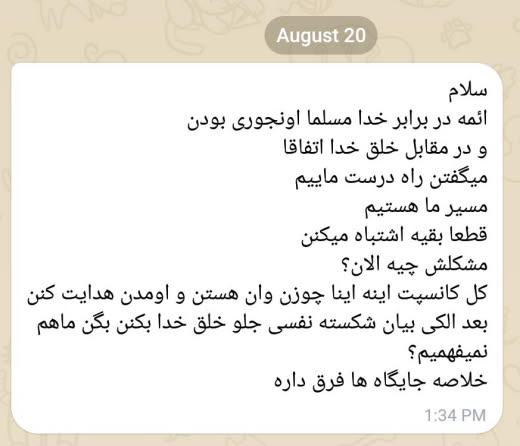 August 20
سلام
ائمه در برابر خدا مسلما اونجوری بودن
و در مقابل خلق خدا اتفاقا
میگفتن راه درست ماییم
مسیر ما هستیم
قطعا بقیه اشتباه میکنن
مشکلش چیه الان؟
کل کانسپت اینه اینا چوزن وان هستن و اومدن هدایت کنن
بعد الکی بیان شکسته نفسی جلو خلق خدا بکنن بگن ماهم
نمیفهمیم؟
خلاصه جایگاه ها فرق داره
1:34 PM